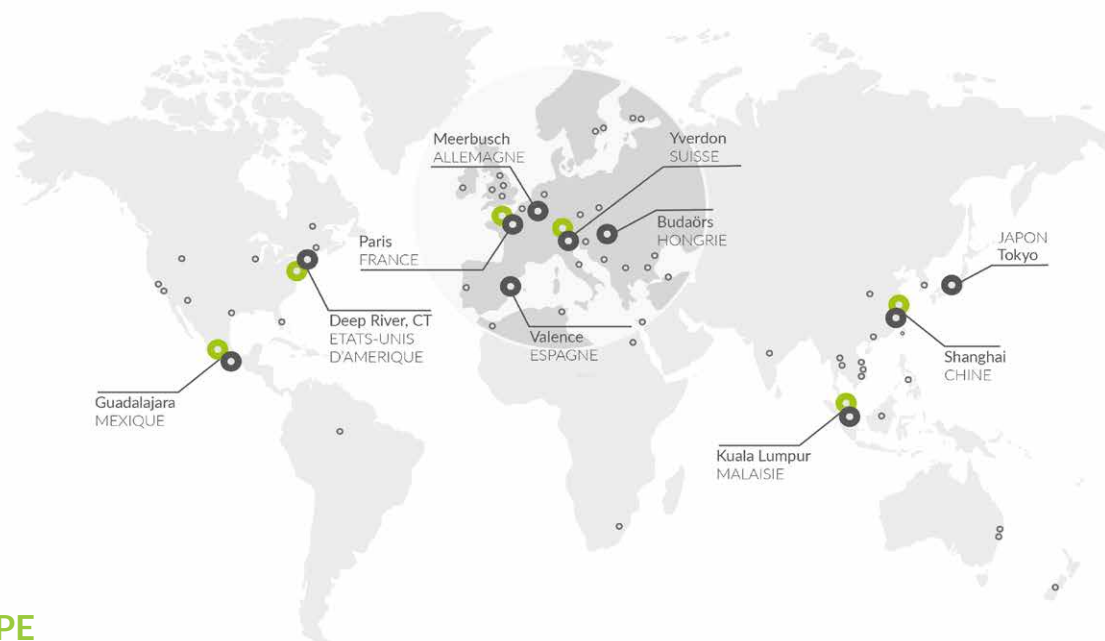 Meerbusch
ALLEMAGNE
Yverdon
SUISSE
Paris
FRANCE
Budaörs
HONGRIE
JAPON
Tokyo
Deep River, CT
ETATS-UNIS
D'AMERIQUE
Valence
ESPAGNE
Shanghai
CHINE
Guadalajara
MEXIQUE
Kuala Lumpur
MALAISIE
PE